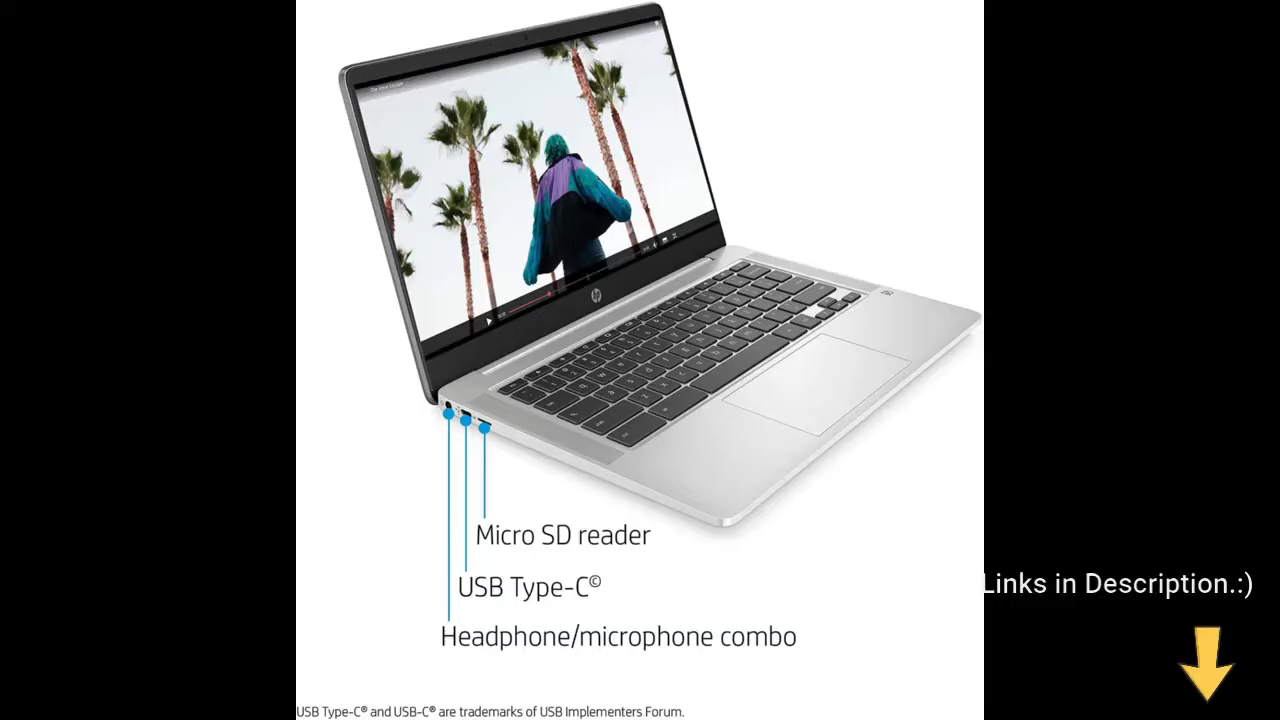 hp
Micro SD reader
USB Type-C©
Headphone/microphone combo
Links in Description.:)
USB Type-C® and USB-C® are trademarks of USB Implementers Forum.